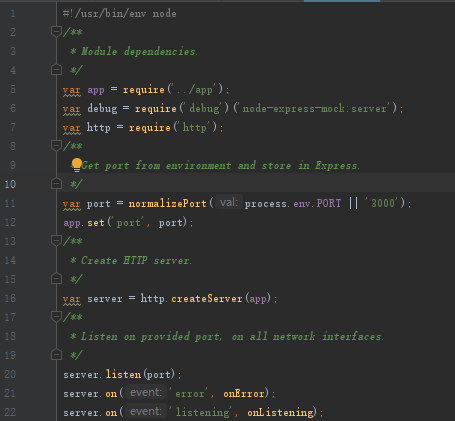 1 #!/usr/bin/env node
2 /**
3 * Module dependencies.
4 */
5 var app = require('../app');
6 var debug = require('debug')('node-express-mock:server');
7 var http = require('http');
8 /**
9 Get port from environment and store in Express.
10 */
11 var port = normalizePort( val: process.env.PORT || '3000');
12 app.set('port', port);
13 /**
14 * Create HTTP server.
15 */
16 var server = http.createServer(app);
17 /**
18 * Listen on provided port, on all network interfaces.
19 */
20 server.listen(port);
21 server.on( event: 'error', onError);
22 server.on( event: 'listening', onListening);